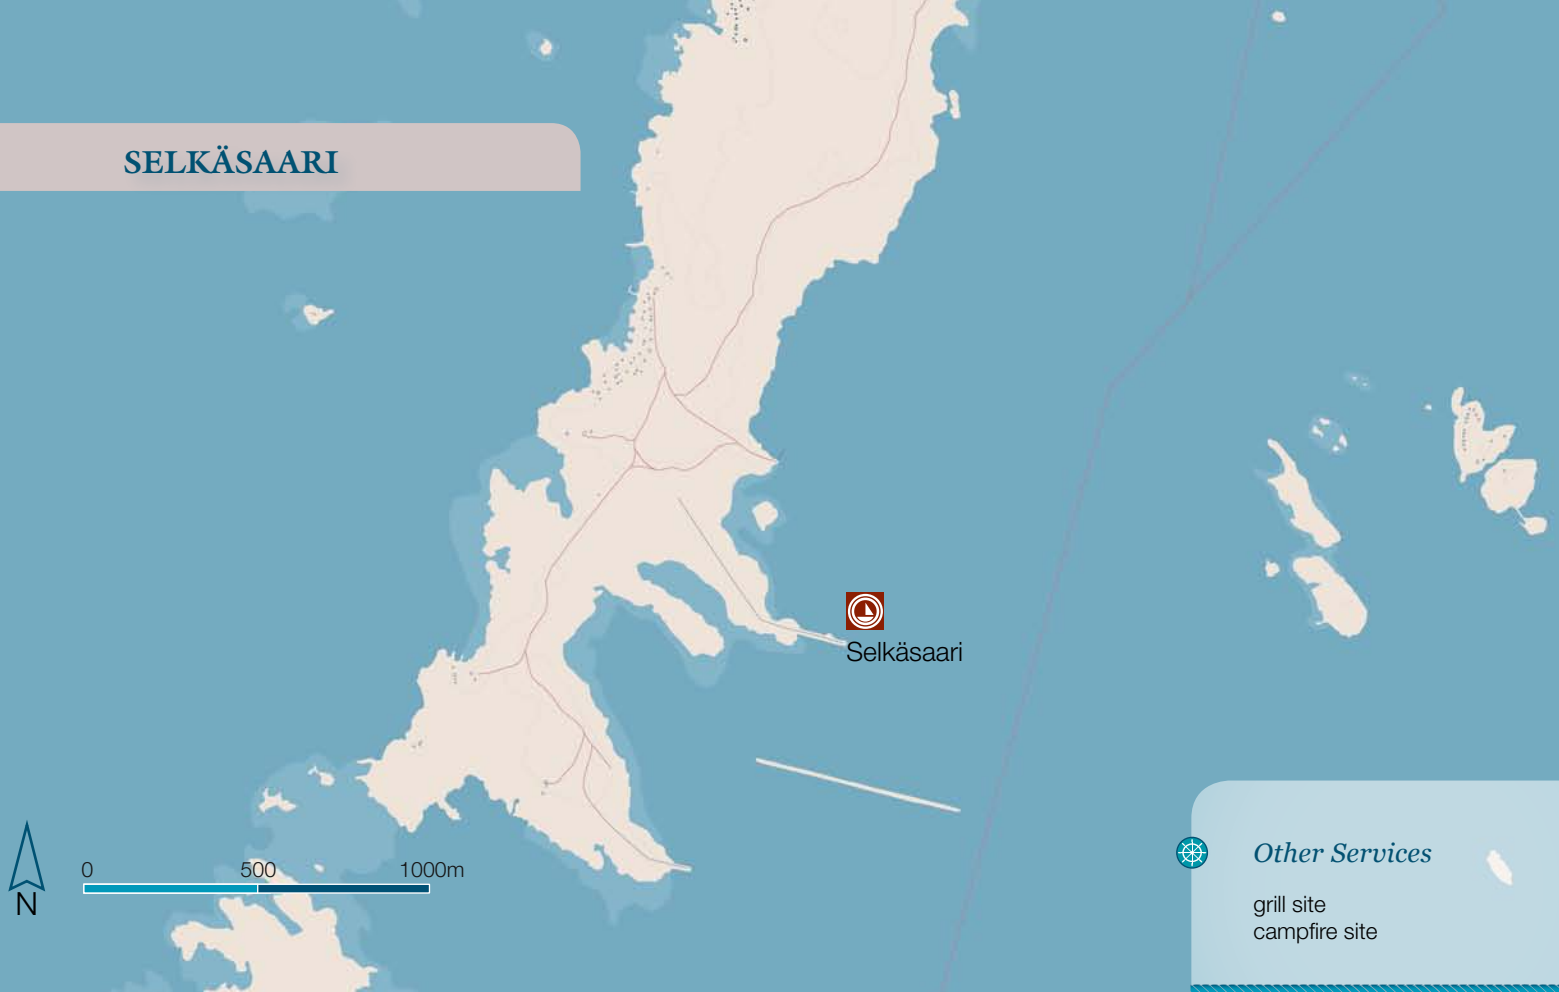 SELKÄSAARI
Selkäsaari
0 500 1000m
N
Other Services
grill site
campfire site